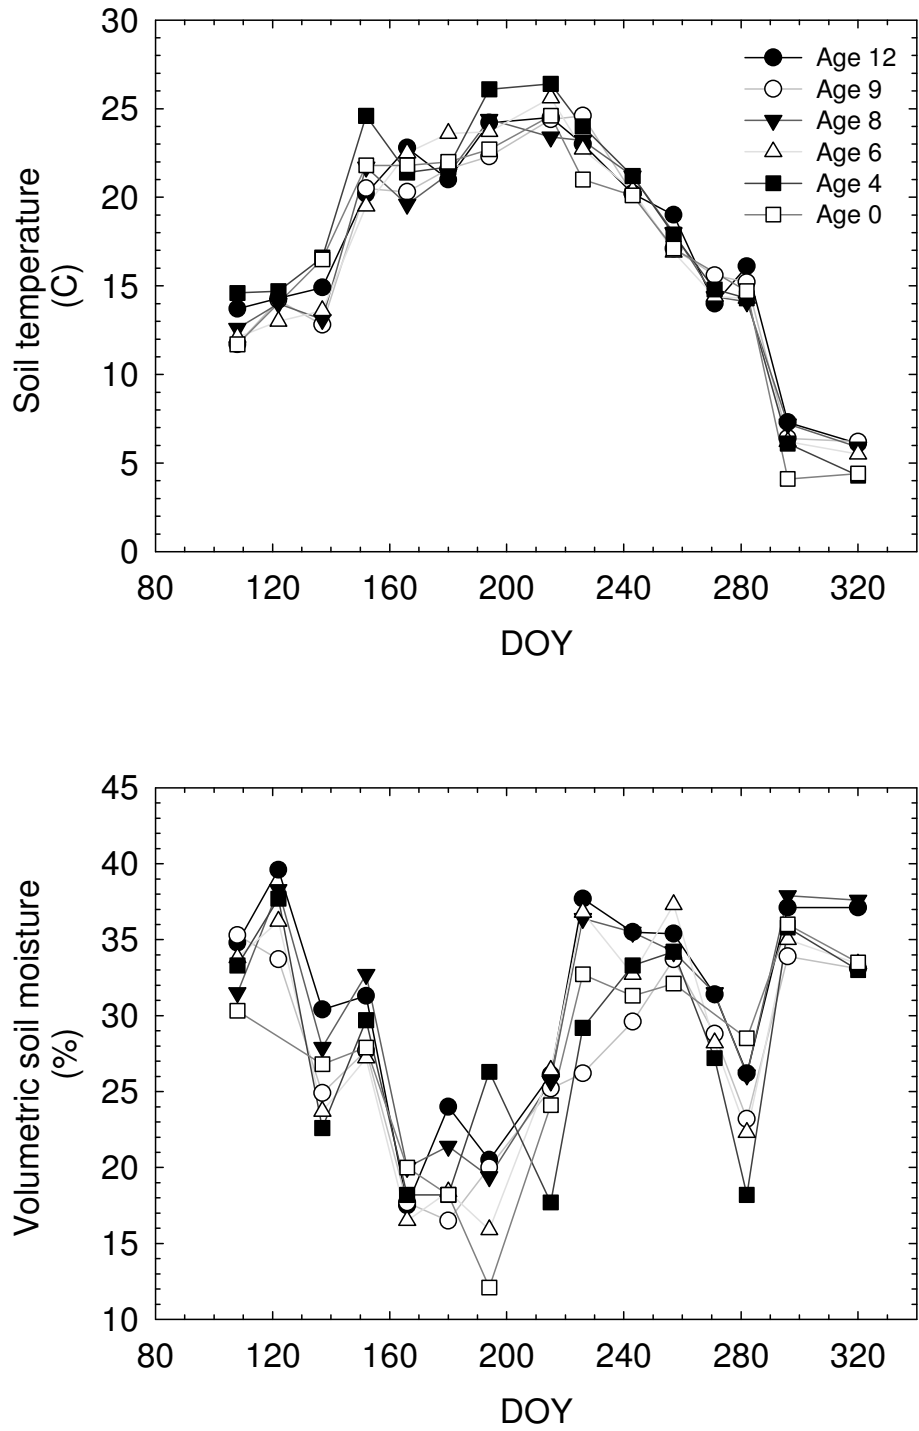 30
25
20
15
10
5
0
Soil temperature
(C)
Age 12
Age 9
Age 8
Age 6
Age 4
Age 0
80 120 160 200 240 280 320
DOY
45
40
35
30
25
20
15
10
Volumetric soil moisture
(%)
80 120 160 200 240 280 320
DOY